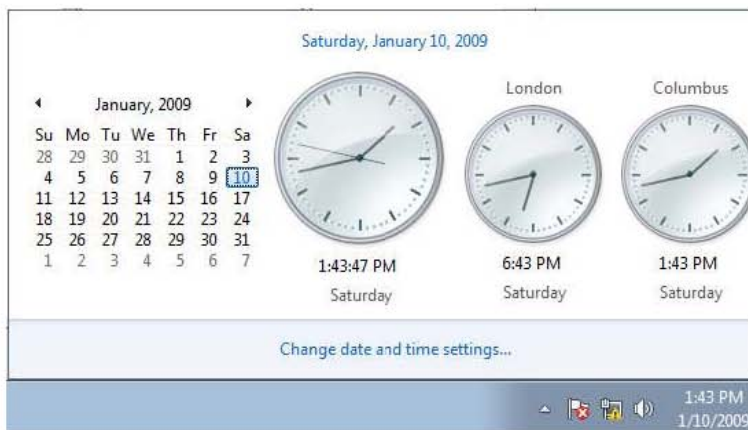 Saturday, January 10, 2009
January, 2009
Su Mo Tu We Th Fr Sa
28 29 30 31 1 2 3
4 5 6 7 8 9 10
11 12 13 14 15 16 17
18 19 20 21 22 23 24
25 26 27 28 29 30 31
1 2 3 4 5 6 7
1:43:47 PM
Saturday
London
6:43 PM
Saturday
Columbus
1:43 PM
Saturday
Change date and time settings...
1:43 PM
1/10/2009